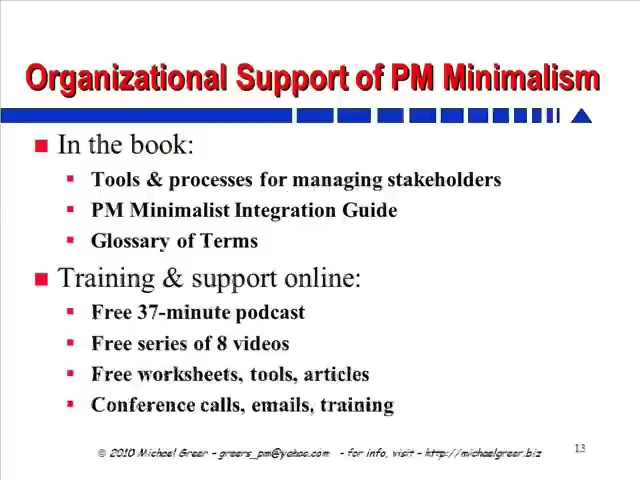 Organizational Support of PM Minimalism
In the book:
Tools & processes for managing stakeholders
PM Minimalist Integration Guide
Glossary of Terms
Training & support online:
Free 37-minute podcast
Free series of 8 videos
Free worksheets, tools, articles
Conference calls, emails, training
© 2010 Michael Greer - greers_pm@yahoo.com - for info, visit - http://michaelgreer.biz
13